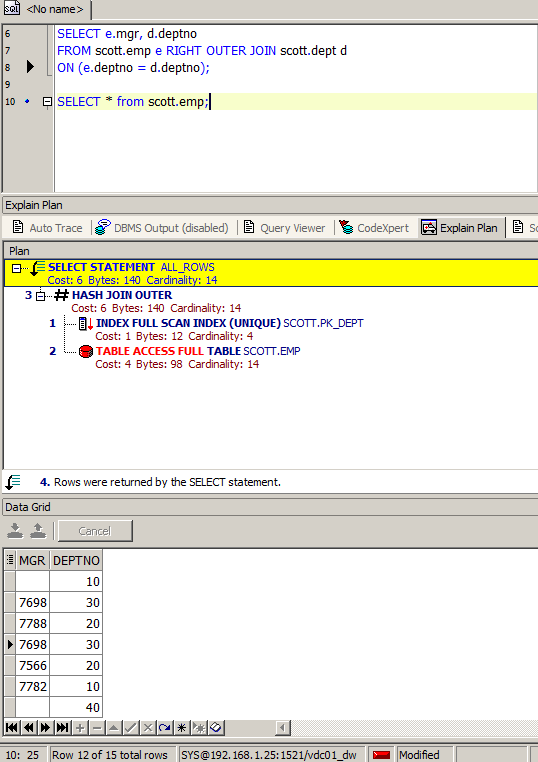 SQL <No name>
6 SELECT e.mgr, d.deptno
7 FROM scott.emp e RIGHT OUTER JOIN scott.dept d
8 ON (e.deptno = d.deptno);
9
10 SELECT * from scott.emp;
Explain Plan
Auto Trace DBMS Output (disabled) Query Viewer CodeXpert Explain Plan Sc
Plan
SELECT STATEMENT ALL_ROWS
Cost: 6 Bytes: 140 Cardinality: 14
3 HASH JOIN OUTER
Cost: 6 Bytes: 140 Cardinality: 14
1 INDEX FULL SCAN INDEX (UNIQUE) SCOTT.PK_DEPT
Cost: 1 Bytes: 12 Cardinality: 4
2 TABLE ACCESS FULL TABLE SCOTT.EMP
Cost: 4 Bytes: 98 Cardinality: 14
4. Rows were returned by the SELECT statement.
Data Grid
Cancel
MGR DEPTNO
10
7698 30
7788 20
7698 30
7566 20
7782 10
40
10: 25 Row 12 of 15 total rows SYS@192.168.1.25:1521/vdc01_dw Modified